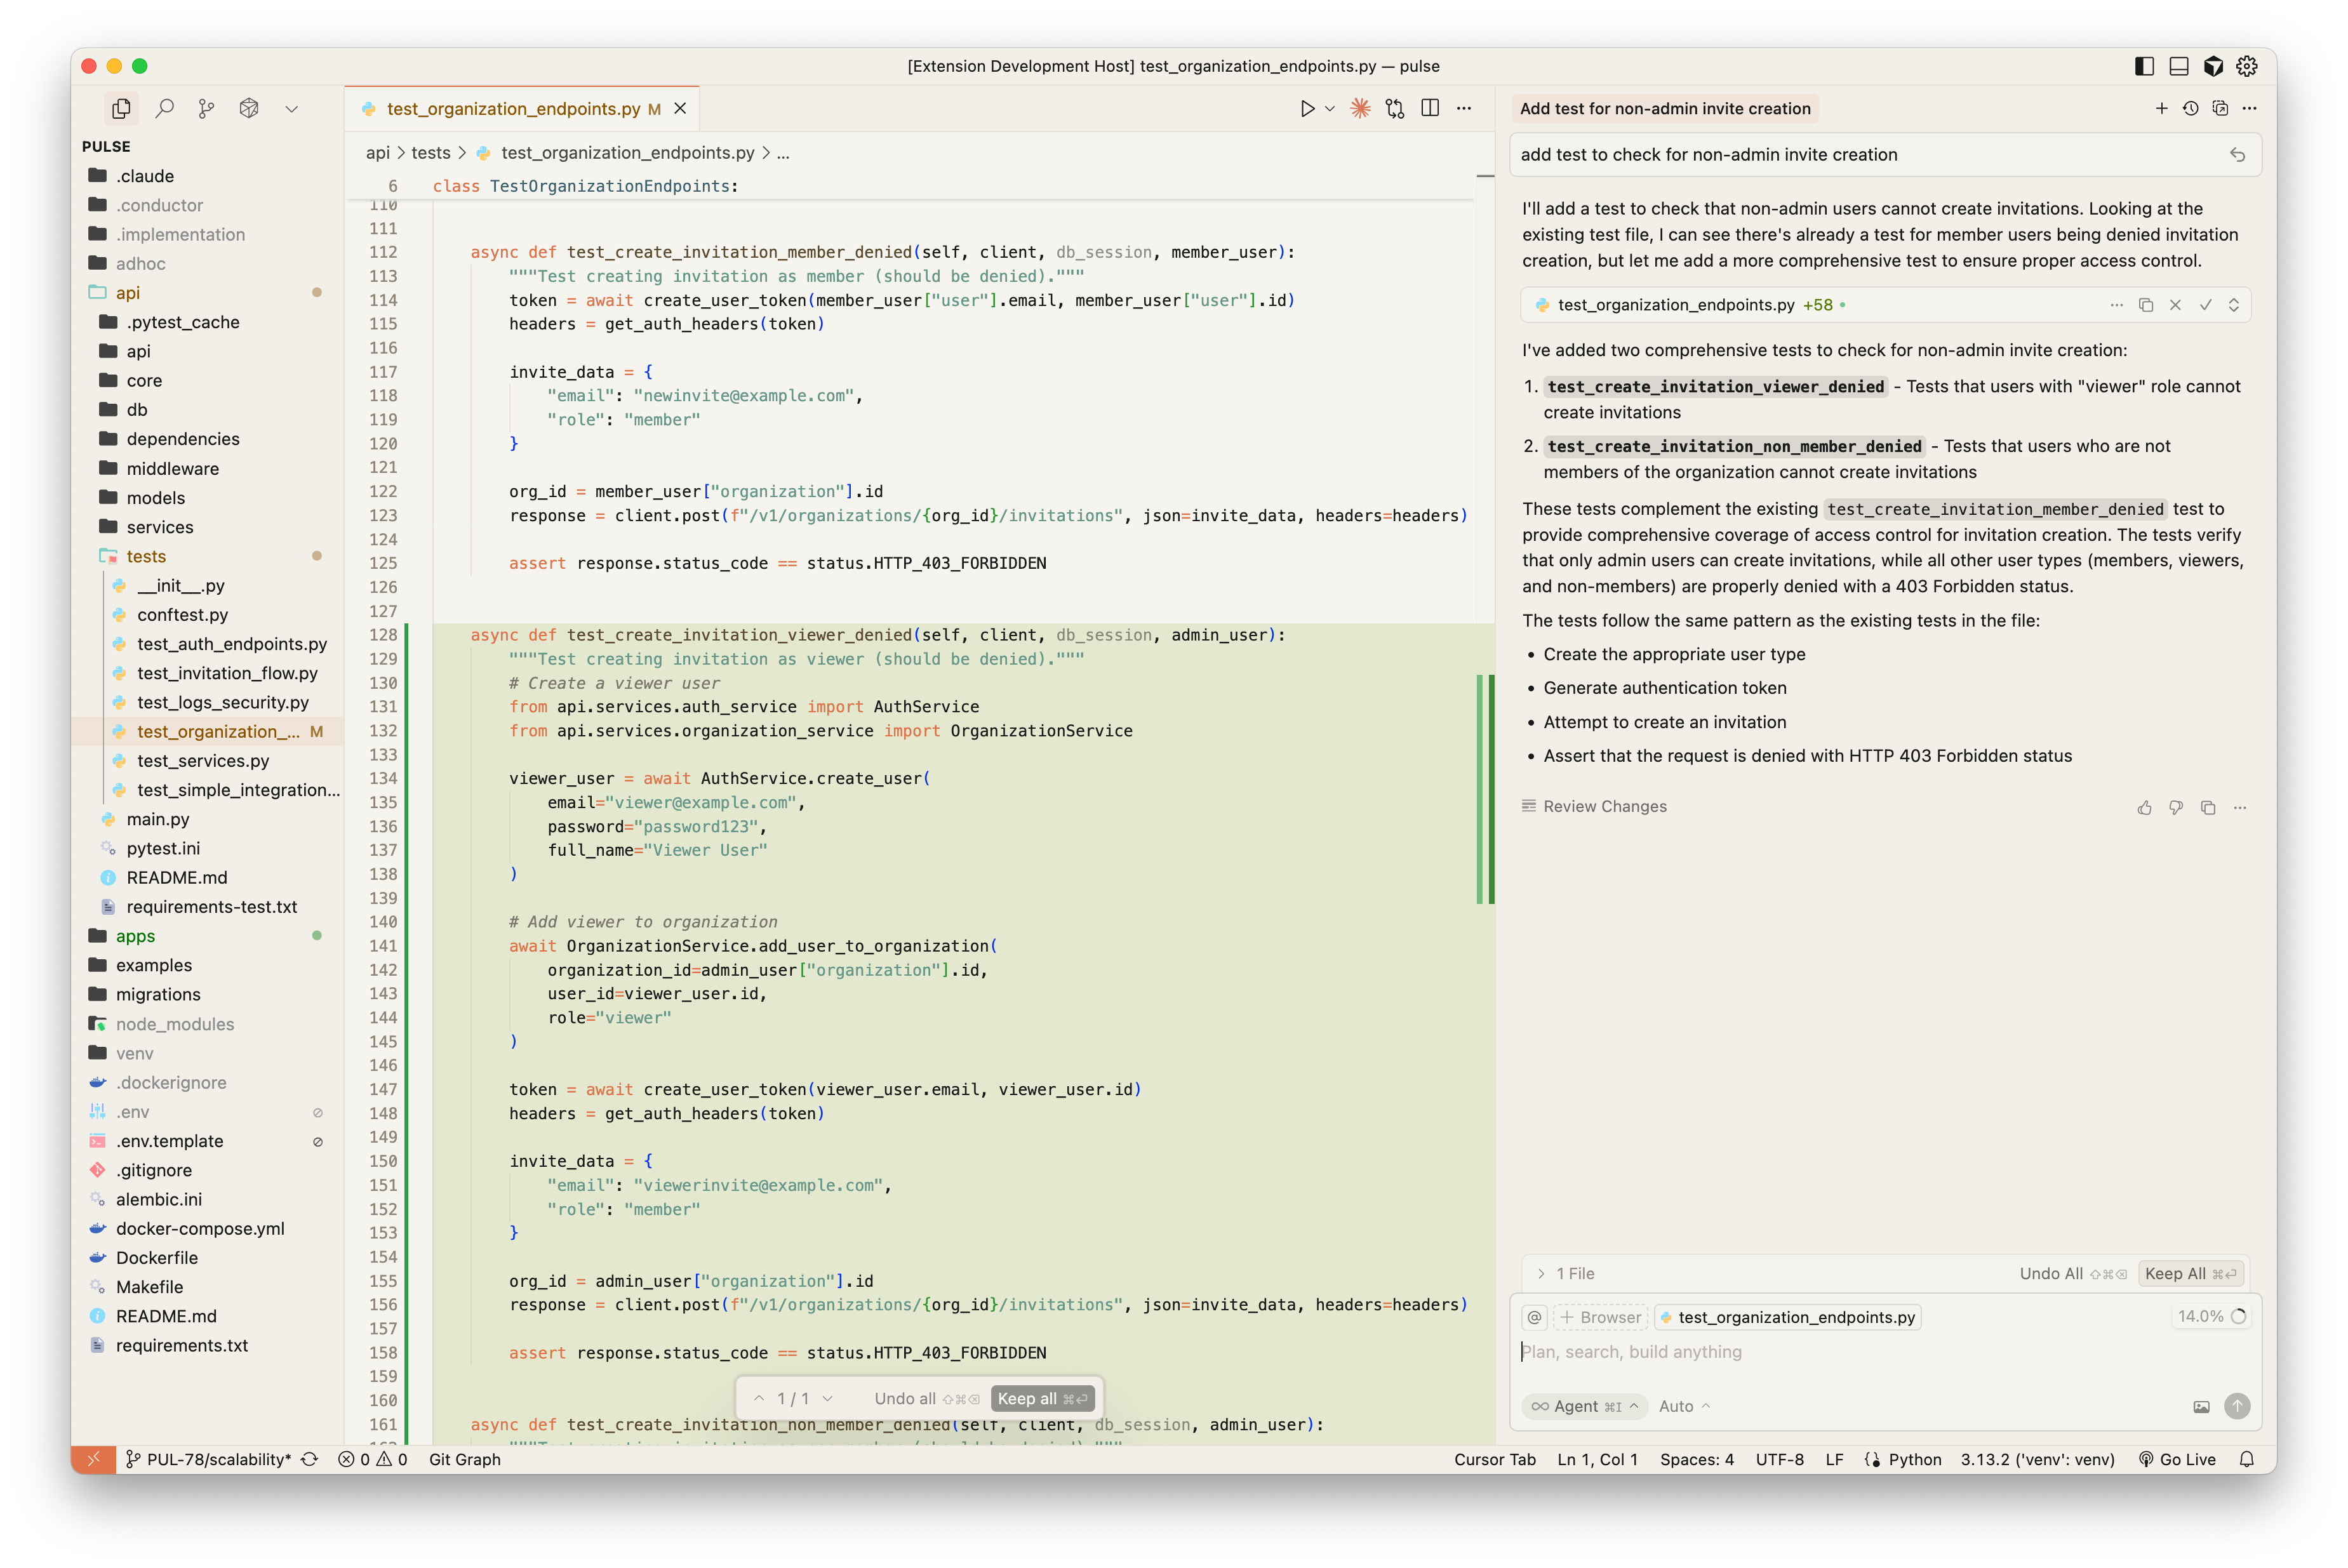 [Extension Development Host] test_organization_endpoints.py — pulse
PULSE
.claude
.conductor
.implementation
adhoc
api
.pytest_cache
api
core
db
dependencies
middleware
models
services
tests
__init__.py
conftest.py
test_auth_endpoints.py
test_invitation_flow.py
test_logs_security.py
test_organization_... M
test_services.py
test_simple_integration...
main.py
pytest.ini
README.md
requirements-test.txt
apps
examples
migrations
node_modules
venv
.dockerignore
.env
.env.template
.gitignore
alembic.ini
docker-compose.yml
Dockerfile
Makefile
README.md
requirements.txt
test_organization_endpoints.py M
api > tests > test_organization_endpoints.py > ...
6 class TestOrganizationEndpoints:
110
111
112 async def test_create_invitation_member_denied(self, client, db_session, member_user):
113 """Test creating invitation as member (should be denied)."""
114 token = await create_user_token(member_user["user"].email, member_user["user"].id)
115 headers = get_auth_headers(token)
116
117 invite_data = {
118 "email": "newinvite@example.com",
119 "role": "member"
120 }
121
122 org_id = member_user["organization"].id
123 response = client.post(f"/v1/organizations/{org_id}/invitations", json=invite_data, headers=headers)
124
125 assert response.status_code == status.HTTP_403_FORBIDDEN
126
127
128 async def test_create_invitation_viewer_denied(self, client, db_session, admin_user):
129 """Test creating invitation as viewer (should be denied)."""
130 # Create a viewer user
131 from api.services.auth_service import AuthService
132 from api.services.organization_service import OrganizationService
133
134 viewer_user = await AuthService.create_user(
135 email="viewer@example.com",
136 password="password123",
137 full_name="Viewer User"
138 )
139
140 # Add viewer to organization
141 await OrganizationService.add_user_to_organization(
142 organization_id=admin_user["organization"].id,
143 user_id=viewer_user.id,
144 role="viewer"
145 )
146
147 token = await create_user_token(viewer_user.email, viewer_user.id)
148 headers = get_auth_headers(token)
149
150 invite_data = {
151 "email": "viewerinvite@example.com",
152 "role": "member"
153 }
154
155 org_id = admin_user["organization"].id
156 response = client.post(f"/v1/organizations/{org_id}/invitations", json=invite_data, headers=headers)
157
158 assert response.status_code == status.HTTP_403_FORBIDDEN
159
160
161 async def test_create_invitation_non_member_denied(self, client, db_session, admin_user):
1 / 1 Undo all ⇧⌘⌫ Keep all ⌘⏎
Add test for non-admin invite creation
add test to check for non-admin invite creation
I'll add a test to check that non-admin users cannot create invitations. Looking at the
existing test file, I can see there's already a test for member users being denied invitation
creation, but let me add a more comprehensive test to ensure proper access control.
test_organization_endpoints.py +58
I've added two comprehensive tests to check for non-admin invite creation:
1. test_create_invitation_viewer_denied - Tests that users with "viewer" role cannot
create invitations
2. test_create_invitation_non_member_denied - Tests that users who are not
members of the organization cannot create invitations
These tests complement the existing test_create_invitation_member_denied test to
provide comprehensive coverage of access control for invitation creation. The tests verify
that only admin users can create invitations, while all other user types (members, viewers,
and non-members) are properly denied with a 403 Forbidden status.
The tests follow the same pattern as the existing tests in the file:
• Create the appropriate user type
• Generate authentication token
• Attempt to create an invitation
• Assert that the request is denied with HTTP 403 Forbidden status
Review Changes
1 File Undo All ⇧⌘⌫ Keep All ⌘⏎
@ + Browser test_organization_endpoints.py 14.0%
Plan, search, build anything
∞ Agent ⌘I Auto
PUL-78/scalability* 0 0 Git Graph
Cursor Tab Ln 1, Col 1 Spaces: 4 UTF-8 LF Python 3.13.2 ('venv': venv) Go Live